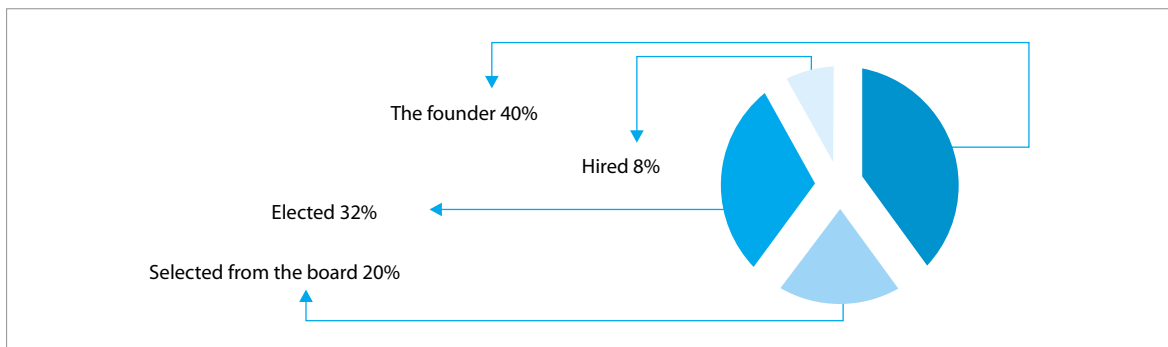 The founder 40%
Hired 8%
Elected 32%
Selected from the board 20%